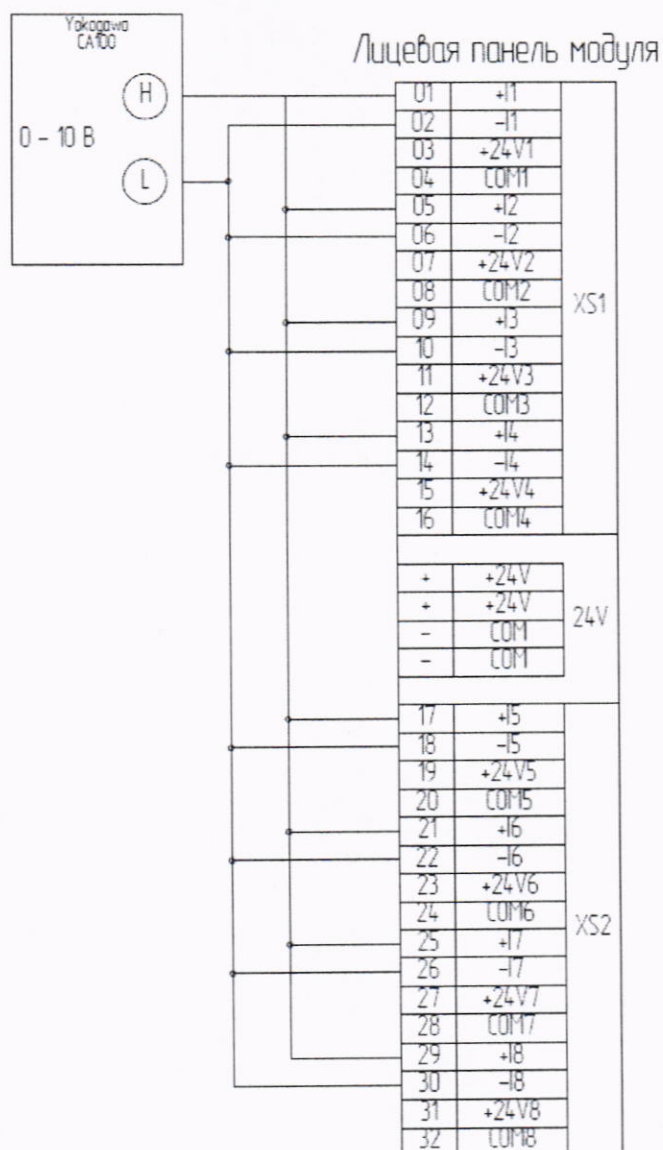 Yokogawa
CA100
H
0 – 10 В
L
Лицевая панель модуля
01 +I1
02 –I1
03 +24V1
04 COM1
05 +I2
06 –I2
07 +24V2
08 COM2
09 +I3
10 –I3
11 +24V3
12 COM3
13 +I4
14 –I4
15 +24V4
16 COM4
XS1
+ +24V
+ +24V
– COM
– COM
24V
17 +I5
18 –I5
19 +24V5
20 COM5
21 +I6
22 –I6
23 +24V6
24 COM6
25 +I7
26 –I7
27 +24V7
28 COM7
29 +I8
30 –I8
31 +24V8
32 COM8
XS2